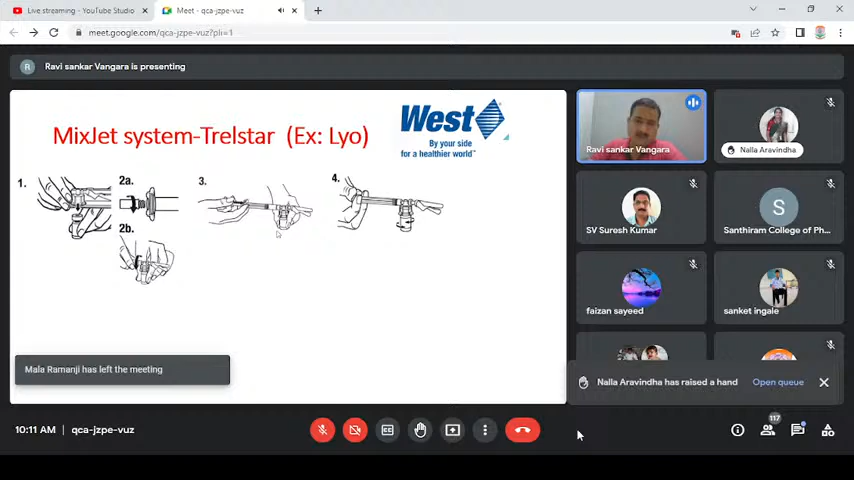 Live streaming - YouTube Studio
Meet - qca-jzpe-vuz
meet.google.com/qca-jzpe-vuz?pli=1
R
Ravi sankar Vangara is presenting
MixJet system-Trelstar (Ex: Lyo)
West
By your side
for a healthier world™
1.
2a.
2b.
3.
4.
Ravi sankar Vangara
Nalla Aravindha
SV Suresh Kumar
S
Santhiram College of Ph...
faizan sayeed
sanket ingale
Mala Ramanji has left the meeting
Nalla Aravindha has raised a hand
Open queue
10:11 AM | qca-jzpe-vuz
117